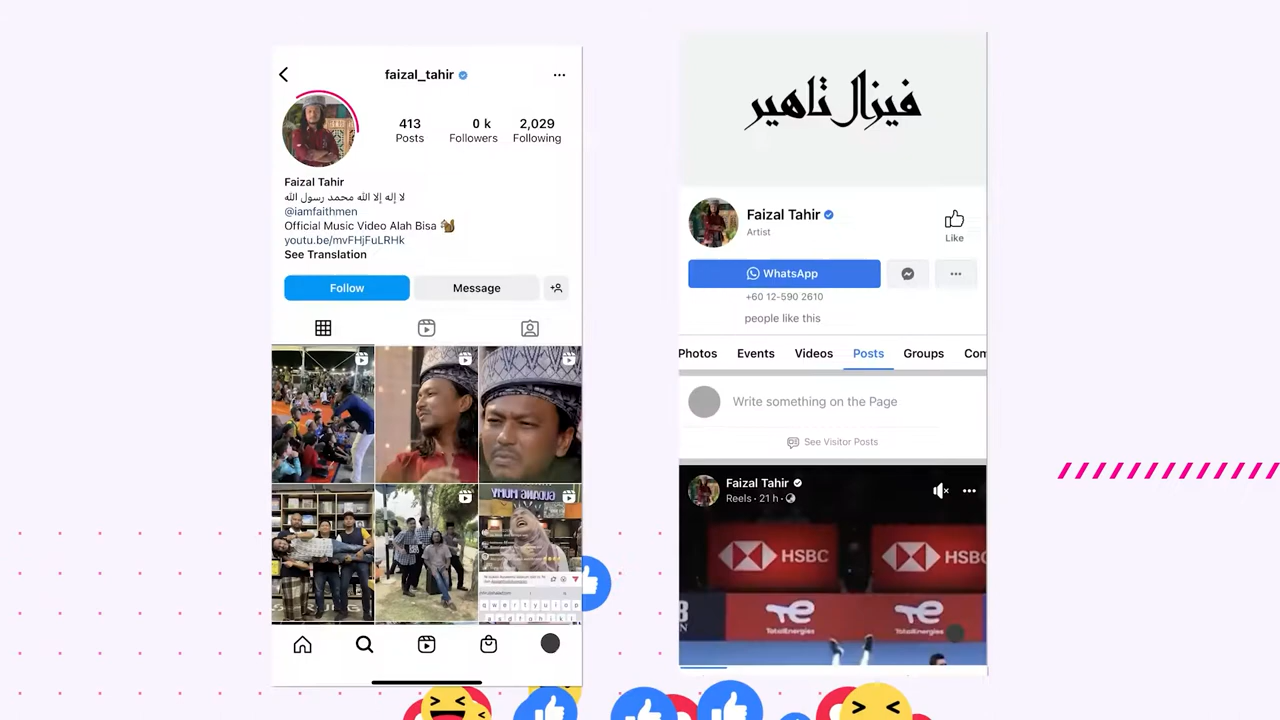 faizal_tahir
413
0 k
2,029
Posts
Followers
Following
Faizal Tahir
لا إله إلا الله محمد رسول الله
@iamfaithmen
Official Music Video Alah Bisa 🐿️
youtu.be/mvFHjFuLRHk
See Translation
Follow
Message
GUDANG MUMY
q w e r t y u i o p
a s d f g h j k l
فيزال تاهير
Faizal Tahir
Artist
Like
WhatsApp
+60 12-590 2610
people like this
Photos
Events
Videos
Posts
Groups
Com
Write something on the Page
See Visitor Posts
Faizal Tahir
Reels · 21 h ·
HSBC
HSBC
TotalEnergies
TotalEnergies